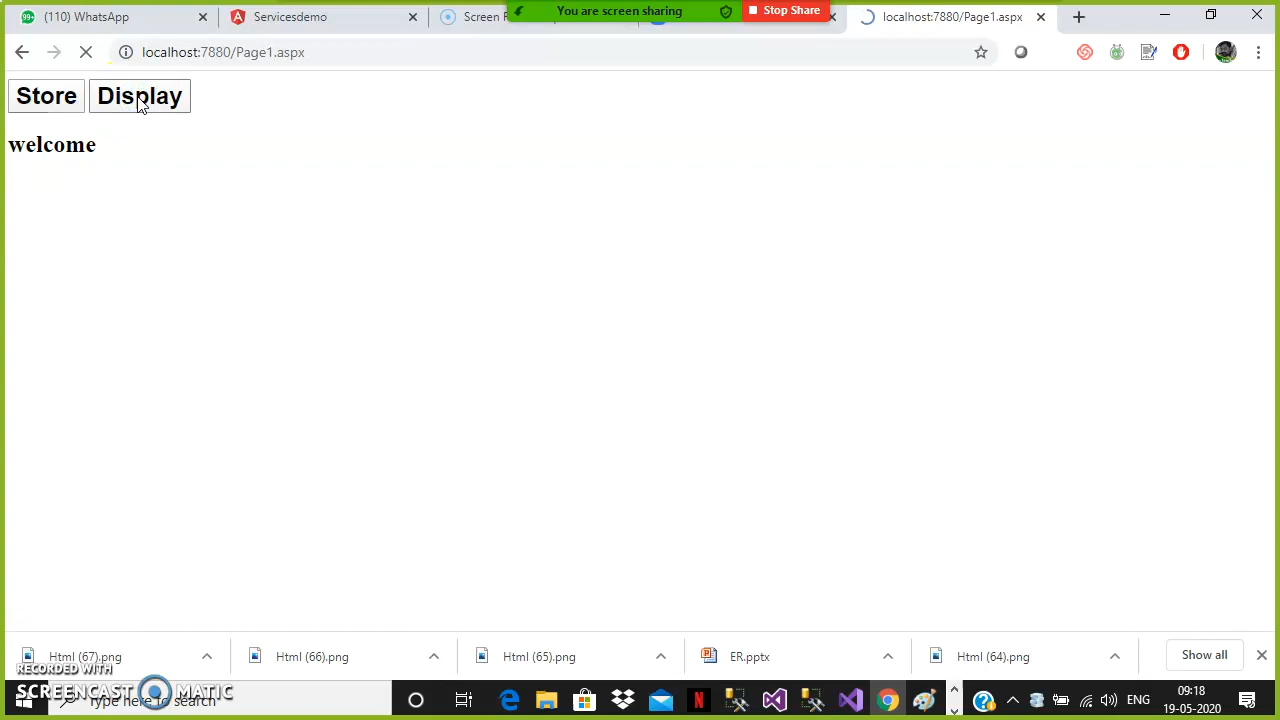 99+ (110) WhatsApp
Servicesdemo
Screen
You are screen sharing
Stop Share
localhost:7880/Page1.aspx
localhost:7880/Page1.aspx
Store
Display
welcome
Html (67).png
Html (66).png
Html (65).png
ER.pptx
Html (64).png
Show all
RECORDED WITH
SCREENCAST MATIC
Type here to search
ENG
09:18
19-05-2020